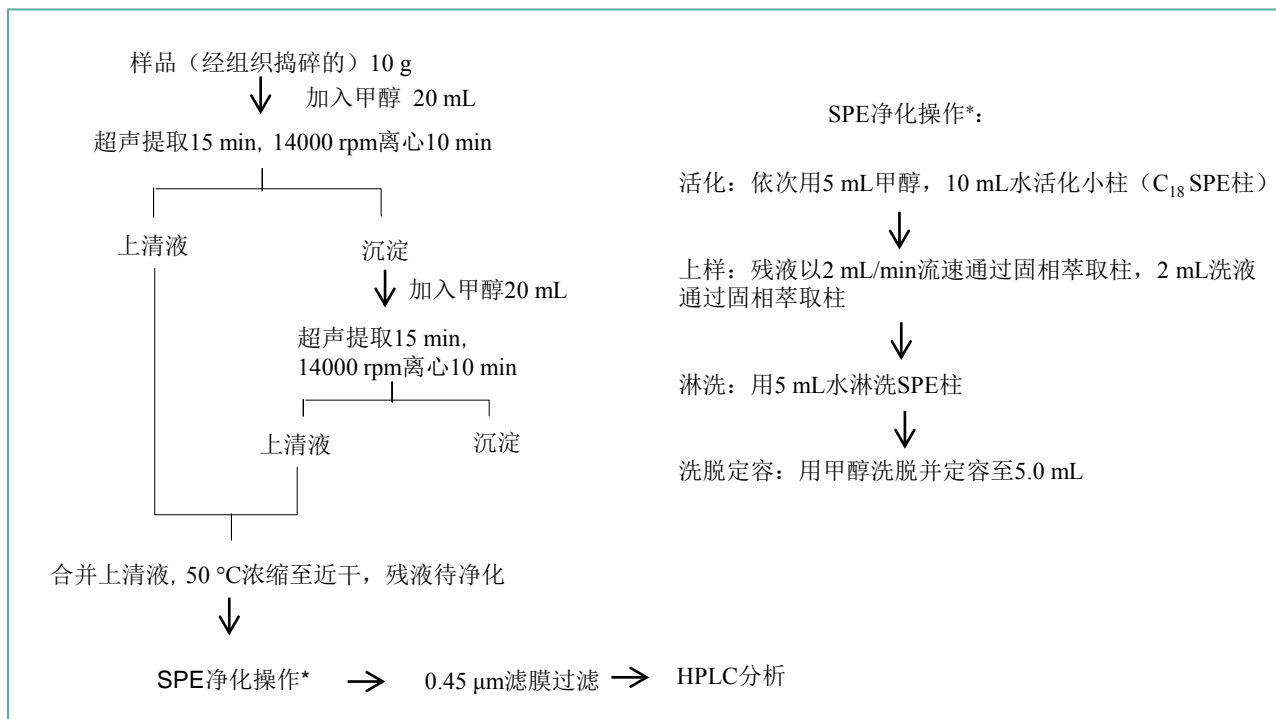 样品（经组织捣碎的）10 g
加入甲醇 20 mL
超声提取15 min, 14000 rpm离心10 min
上清液
沉淀
加入甲醇20 mL
超声提取15 min,
14000 rpm离心10 min
上清液
沉淀
合并上清液, 50 °C浓缩至近干，残液待净化
SPE净化操作*
0.45 μm滤膜过滤
HPLC分析
SPE净化操作*：
活化：依次用5 mL甲醇，10 mL水活化小柱（C18 SPE柱）
上样：残液以2 mL/min流速通过固相萃取柱，2 mL洗液
通过固相萃取柱
淋洗：用5 mL水淋洗SPE柱
洗脱定容：用甲醇洗脱并定容至5.0 mL